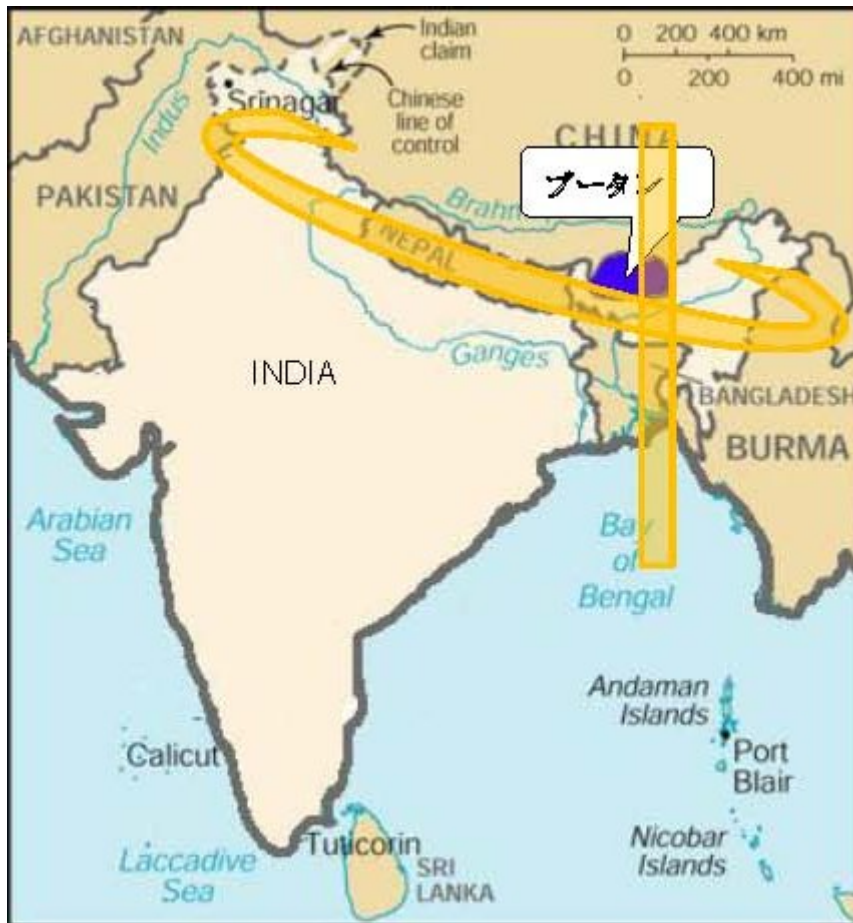 AFGHANISTAN
Indian
claim
0 200 400 km
0 200 400 mi
Srinagar
Chinese
line of
control
Indus
CHINA
PAKISTAN
ブータン
NEPAL
INDIA
Ganges
BANGLADESH
BURMA
Arabian
Sea
Bay
of
Bengal
Andaman
Islands
Calicut
Port
Blair
Tuticorin
Nicobar
Islands
Laccadive
Sea
SRI
LANKA